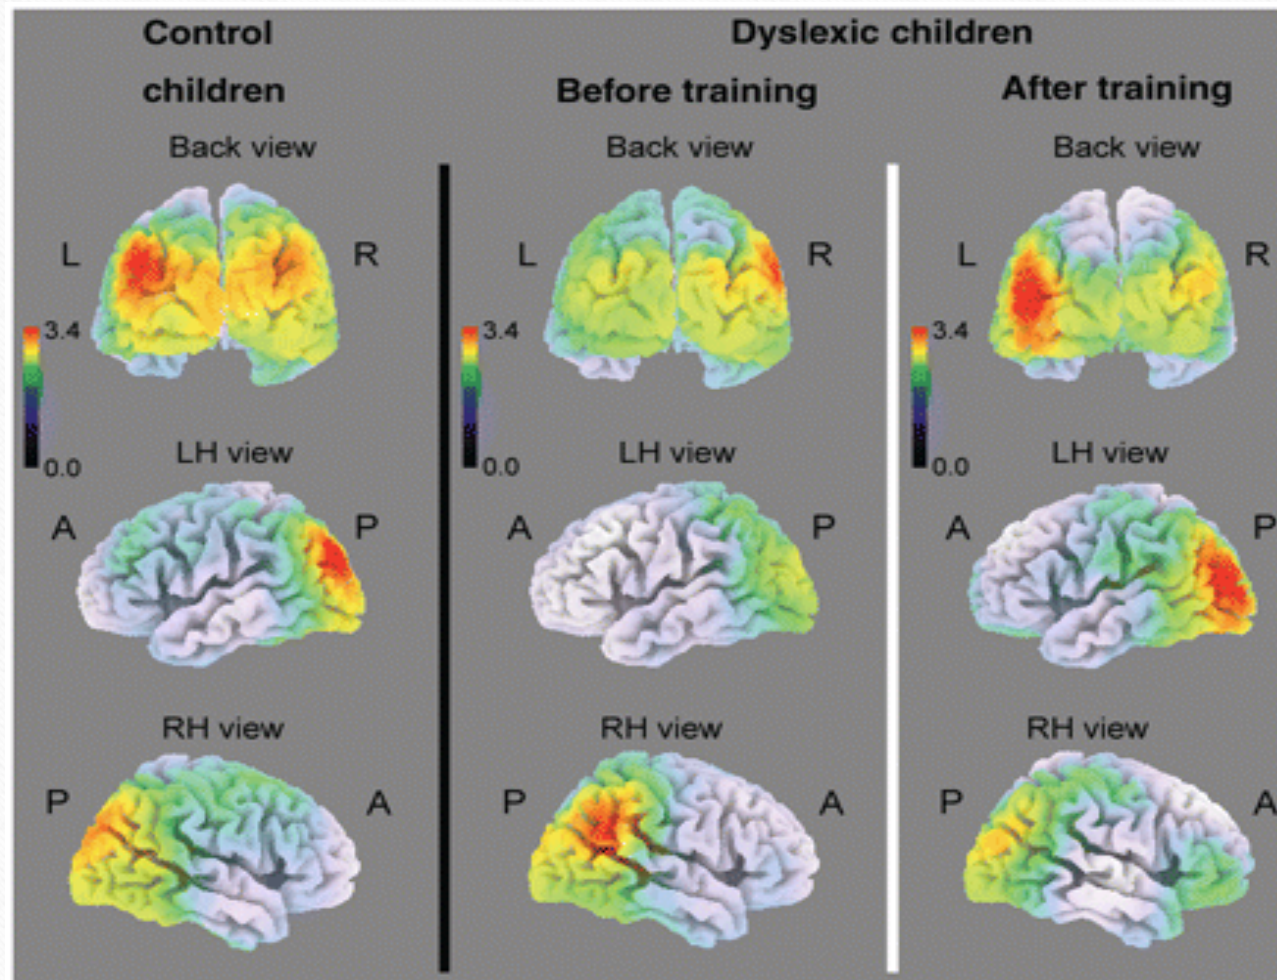 Control
children
Dyslexic children
Before training
After training
Back view
Back view
Back view
L
R
L
R
L
R
3.4
0.0
3.4
0.0
3.4
0.0
LH view
LH view
LH view
A
P
A
P
A
P
RH view
RH view
RH view
P
A
P
A
P
A